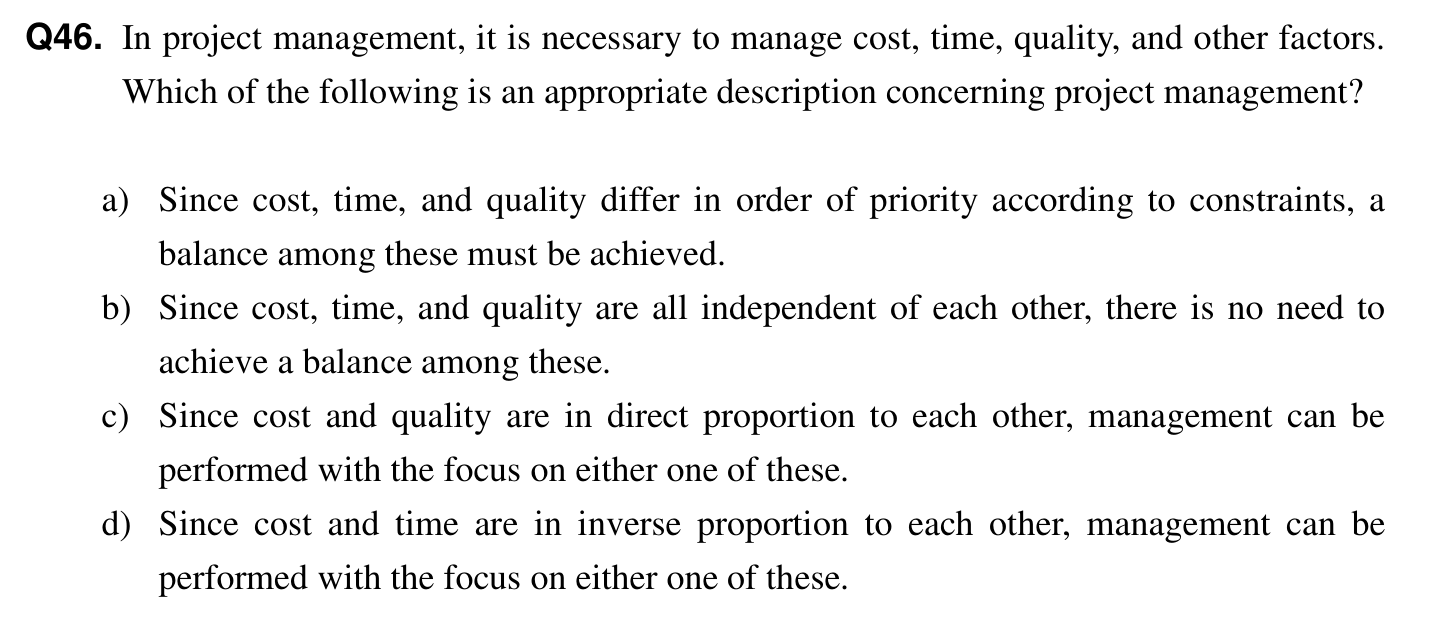 Q46. In project management, it is necessary to manage cost, time, quality, and other factors.
Which of the following is an appropriate description concerning project management?
a) Since cost, time, and quality differ in order of priority according to constraints, a
balance among these must be achieved.
b) Since cost, time, and quality are all independent of each other, there is no need to
achieve a balance among these.
c) Since cost and quality are in direct proportion to each other, management can be
performed with the focus on either one of these.
d) Since cost and time are in inverse proportion to each other, management can be
performed with the focus on either one of these.